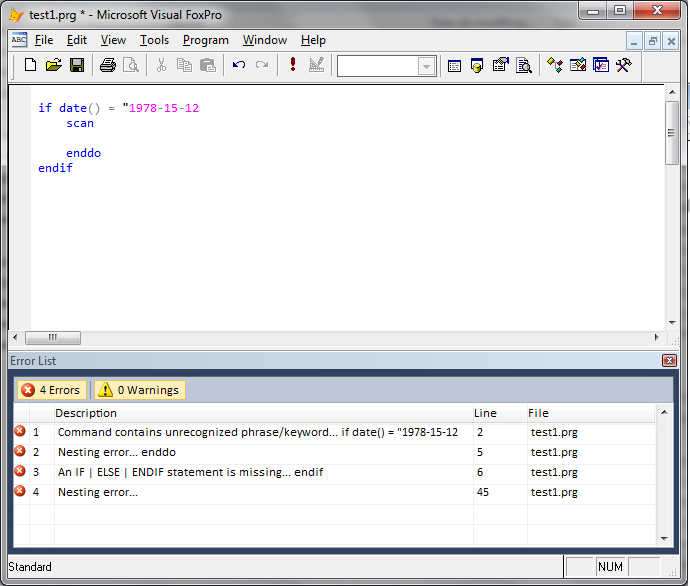 test1.prg * - Microsoft Visual FoxPro
File Edit View Tools Program Window Help
if date() = "1978-15-12
scan
enddo
endif
Error List
4 Errors 0 Warnings
Description Line File
1 Command contains unrecognized phrase/keyword... if date() = "1978-15-12 2 test1.prg
2 Nesting error... enddo 5 test1.prg
3 An IF | ELSE | ENDIF statement is missing... endif 6 test1.prg
4 Nesting error... 45 test1.prg
Standard NUM